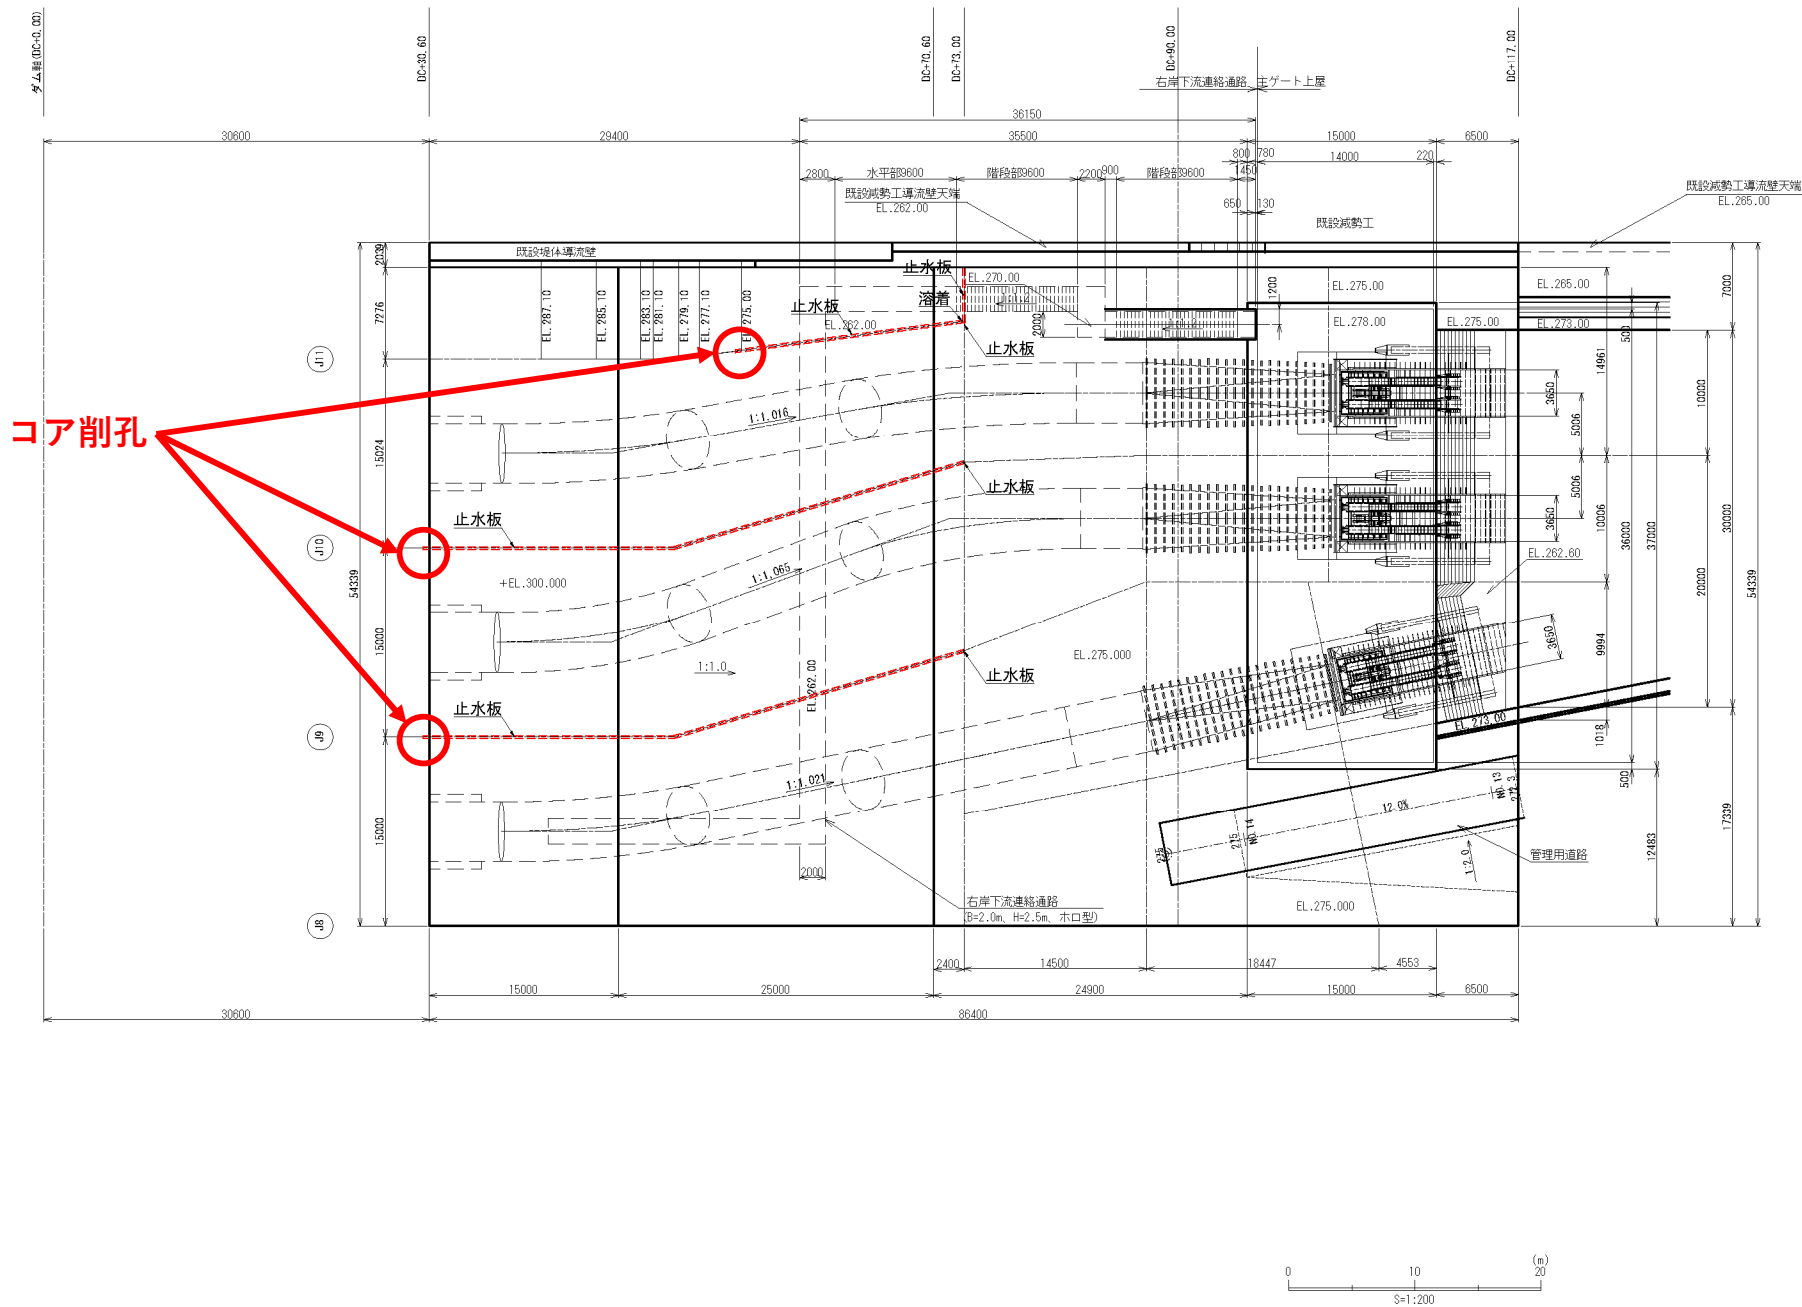 ダム軸(DC+0.00)
DC+30.60
DC+70.60
DC+73.00
DC+90.00
DC+117.00
右岸下流連絡通路
主ゲート上屋
36150
30600
29400
35500
15000
6500
800
780
14000
220
2800
水平部9600
階段部9600
2200
900
階段部9600
1450
既設減勢工導流壁天端
EL.262.00
650
130
既設減勢工
既設減勢工導流壁天端
EL.265.00
2039
既設堤体導流壁
止水板
EL.270.00
溶着
止水板
EL.262.00
1200
EL.275.00
EL.265.00
7000
7276
EL.287.10
EL.285.10
EL.283.10
EL.281.10
EL.279.10
EL.277.10
EL.275.00
2000
EL.278.00
EL.275.00
EL.273.00
500
止水板
J11
14961
コア削孔
1:1.016
3650
5006
10000
15024
止水板
止水板
5006
3650
10006
36000
37000
30000
J10
54339
+EL.300.000
1:1.065
EL.262.60
20000
54339
15000
1:1.0
EL.262.00
EL.275.000
止水板
3650
9994
止水板
J9
EL.273.00
1018
15000
1:1.021
500
12.0%
NO.13
272.3
275
NO.14
275
17339
12483
管理用道路
1:2.0
2000
右岸下流連絡通路
(B=2.0m、H=2.5m、ホロ型)
EL.275.000
J8
2400
14500
18447
4553
15000
25000
24900
15000
6500
30600
86400
(m)
0
10
20
S=1:200